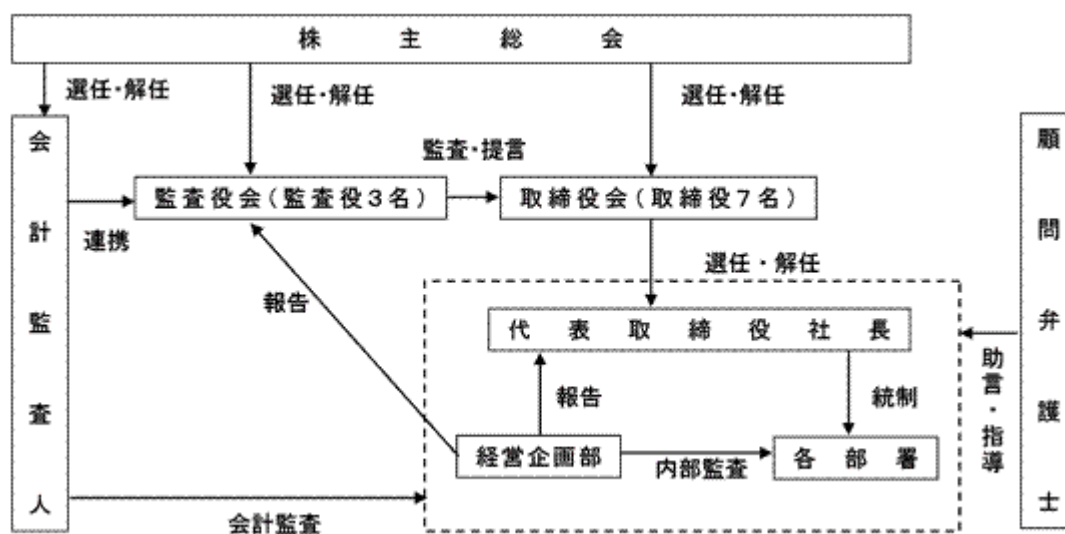 株主総会
選任・解任
選任・解任
選任・解任
会計監査人
顧問弁護士
監査・提言
監査役会(監査役3名)
取締役会(取締役7名)
連携
選任・解任
報告
代表取締役社長
助言・指導
報告
統制
経営企画部
内部監査
各部署
会計監査